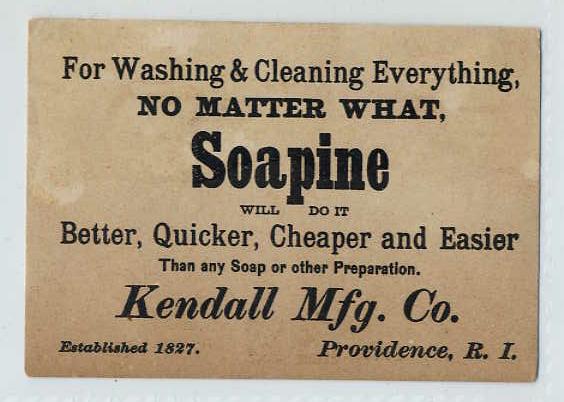 For Washing & Cleaning Everything,
NO MATTER WHAT,
Soapine
WILL DO IT
Better, Quicker, Cheaper and Easier
Than any Soap or other Preparation.
Kendall Mfg. Co.
Established 1827. Providence, R. I.